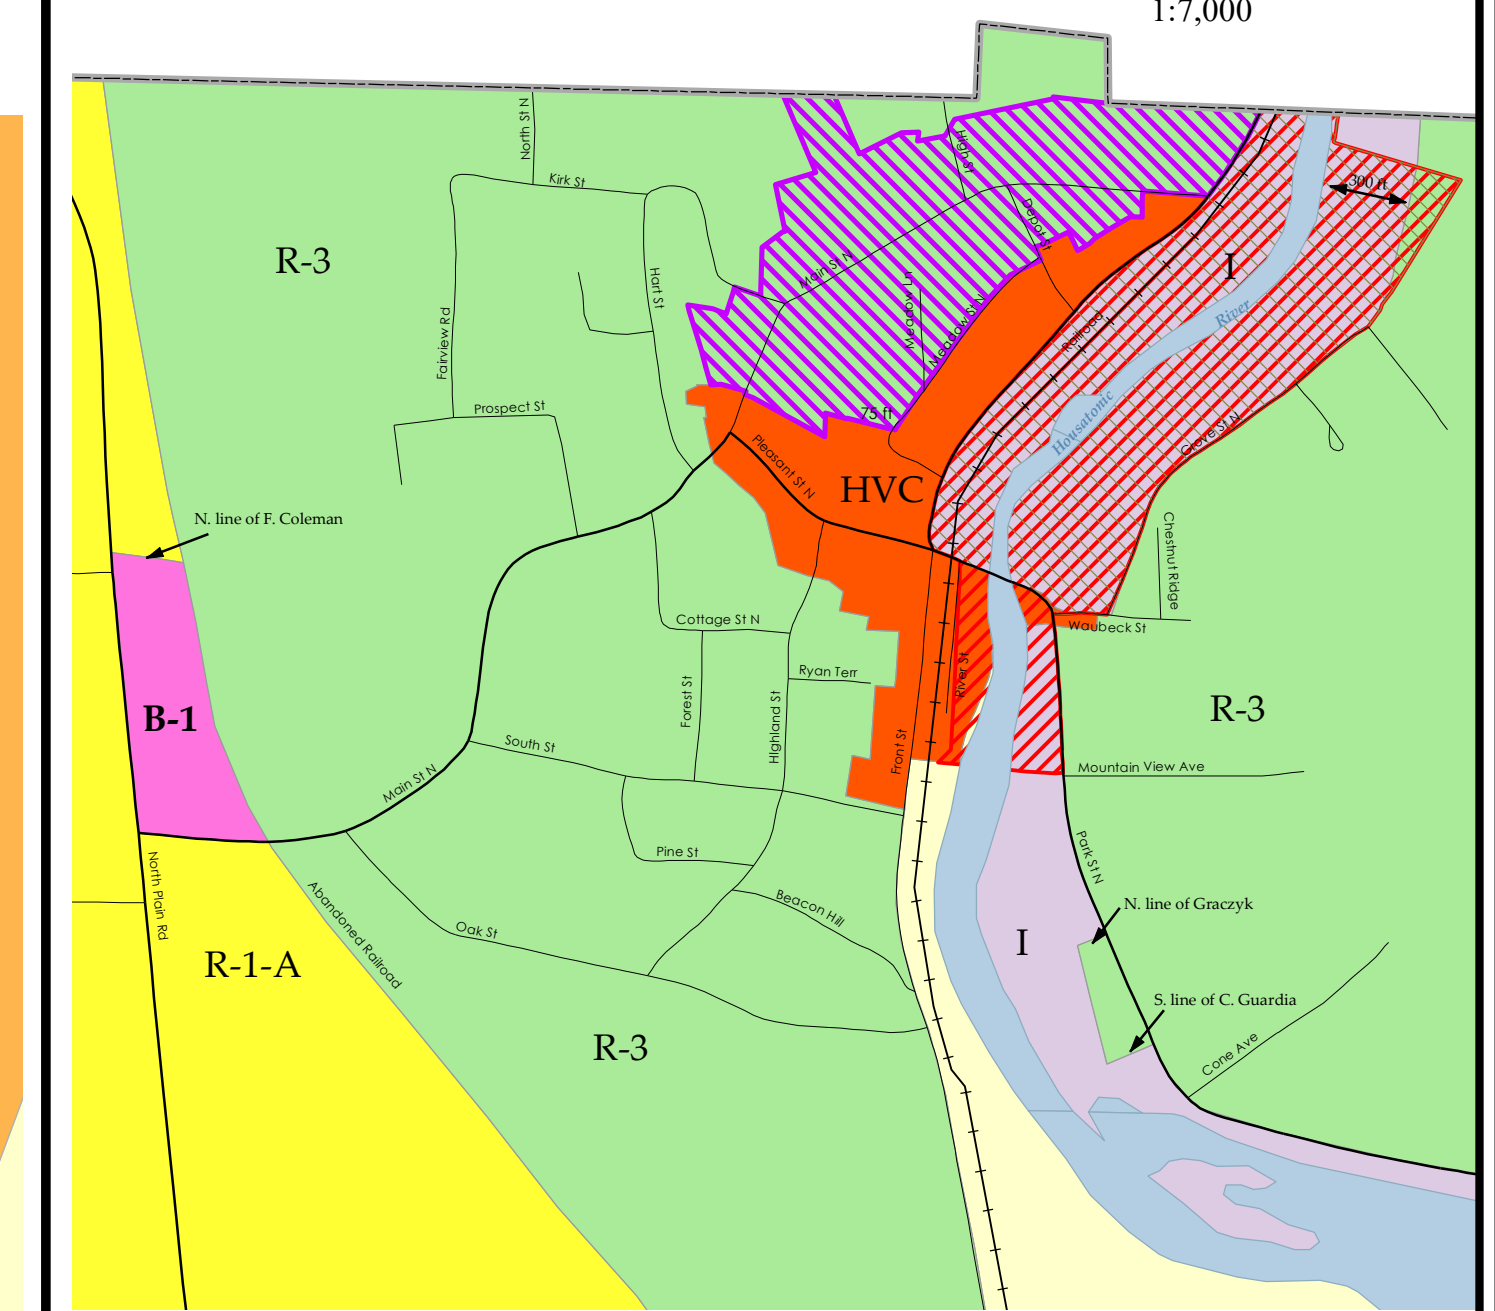 1:7,000
North St N
High St
Kirk St
300 ft
Depot St
R-3
I
Main St N
Hart St
Meadow Ln
River
Fairview Rd
Meadow St N
Railroad
Prospect St
75 ft
Housatonic
Grove St N
Pleasant St N
HVC
N. line of F. Coleman
Chestnut Ridge
Cottage St N
Waubeck St
Ryan Terr
River St
Forest St
Highland St
B-1
R-3
South St
Front St
Mountain View Ave
Main St N
Pine St
Park St N
North Plain Rd
Abandoned Railroad
Beacon Hill
N. line of Graczyk
Oak St
I
R-1-A
S. line of C. Guardia
R-3
Cone Ave